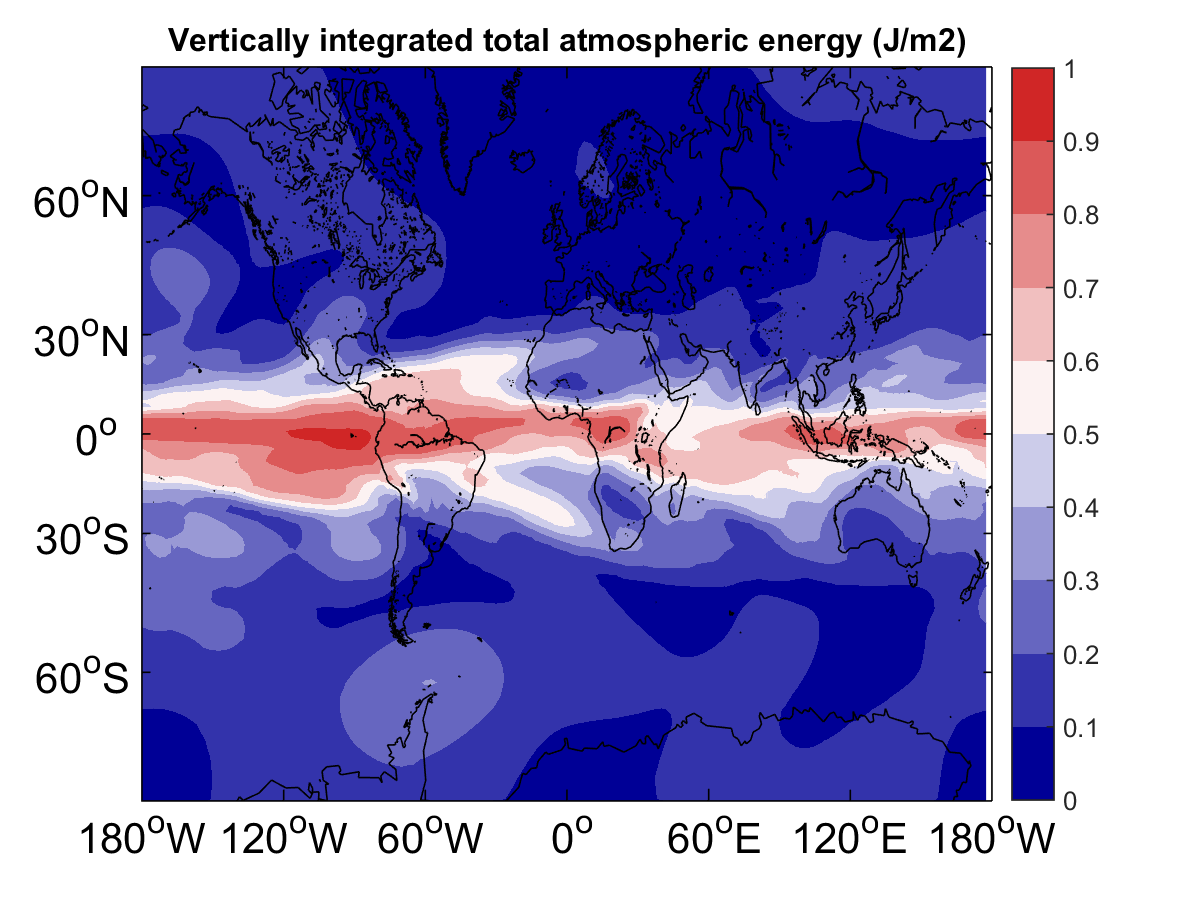 Vertically integrated total atmospheric energy (J/m2)
1
0.9
0.8
0.7
0.6
0.5
0.4
0.3
0.2
0.1
0
60°N
30°N
0°
30°S
60°S
180°W 120°W 60°W 0° 60°E 120°E 180°W